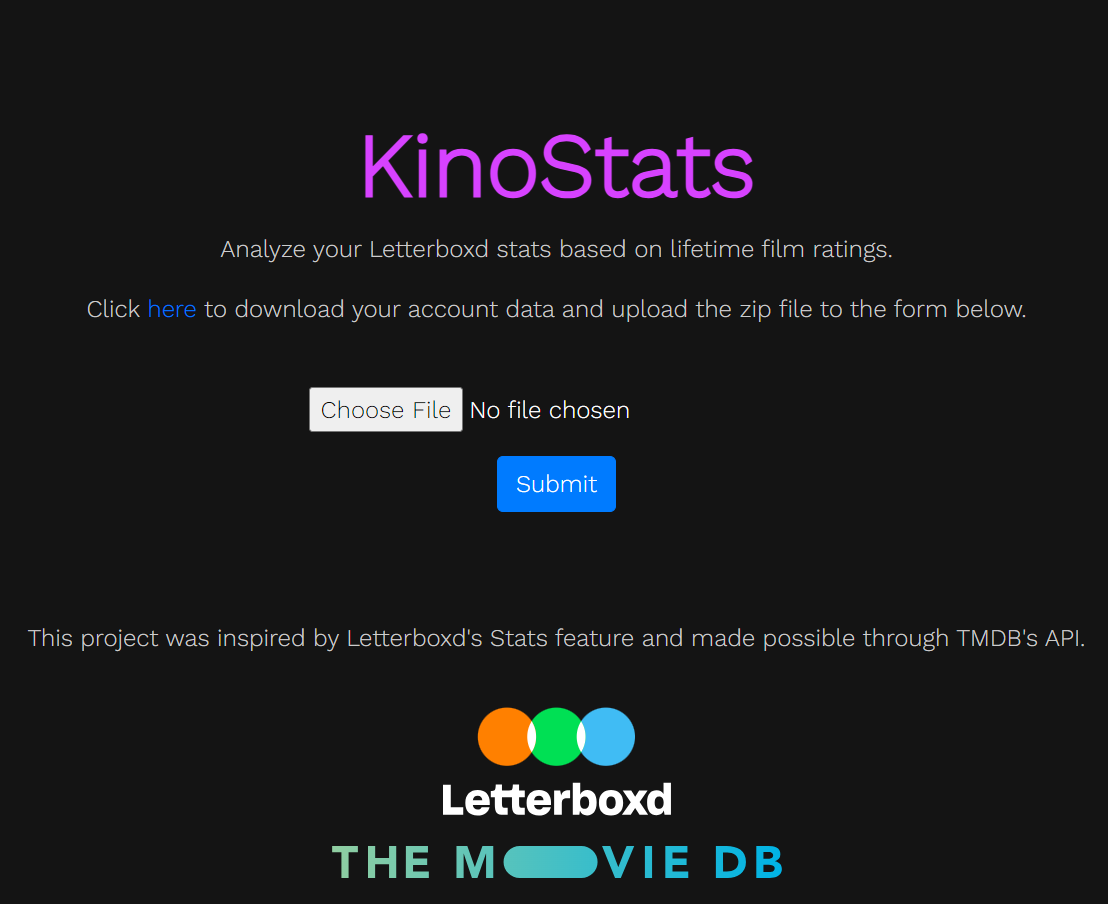 KinoStats
Analyze your Letterboxd stats based on lifetime film ratings.
Click here to download your account data and upload the zip file to the form below.
Choose File No file chosen
Submit
This project was inspired by Letterboxd's Stats feature and made possible through TMDB's API.
Letterboxd
THE MOVIE DB